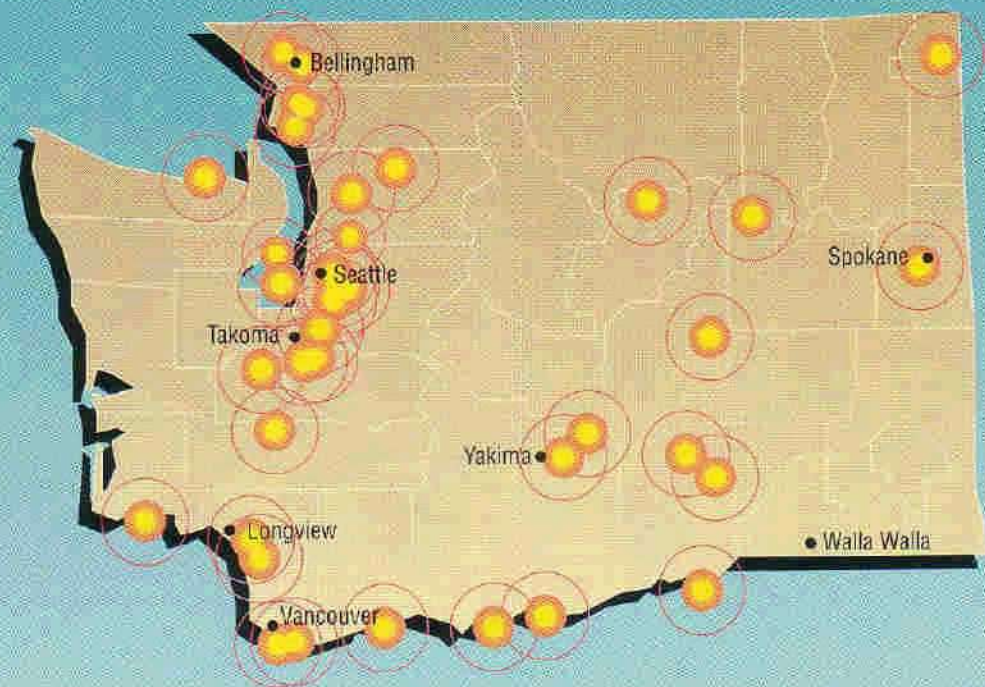 Bellingham
Spokane
Seattle
Takoma
Yakima
Longview
Walla Walla
Vancouver